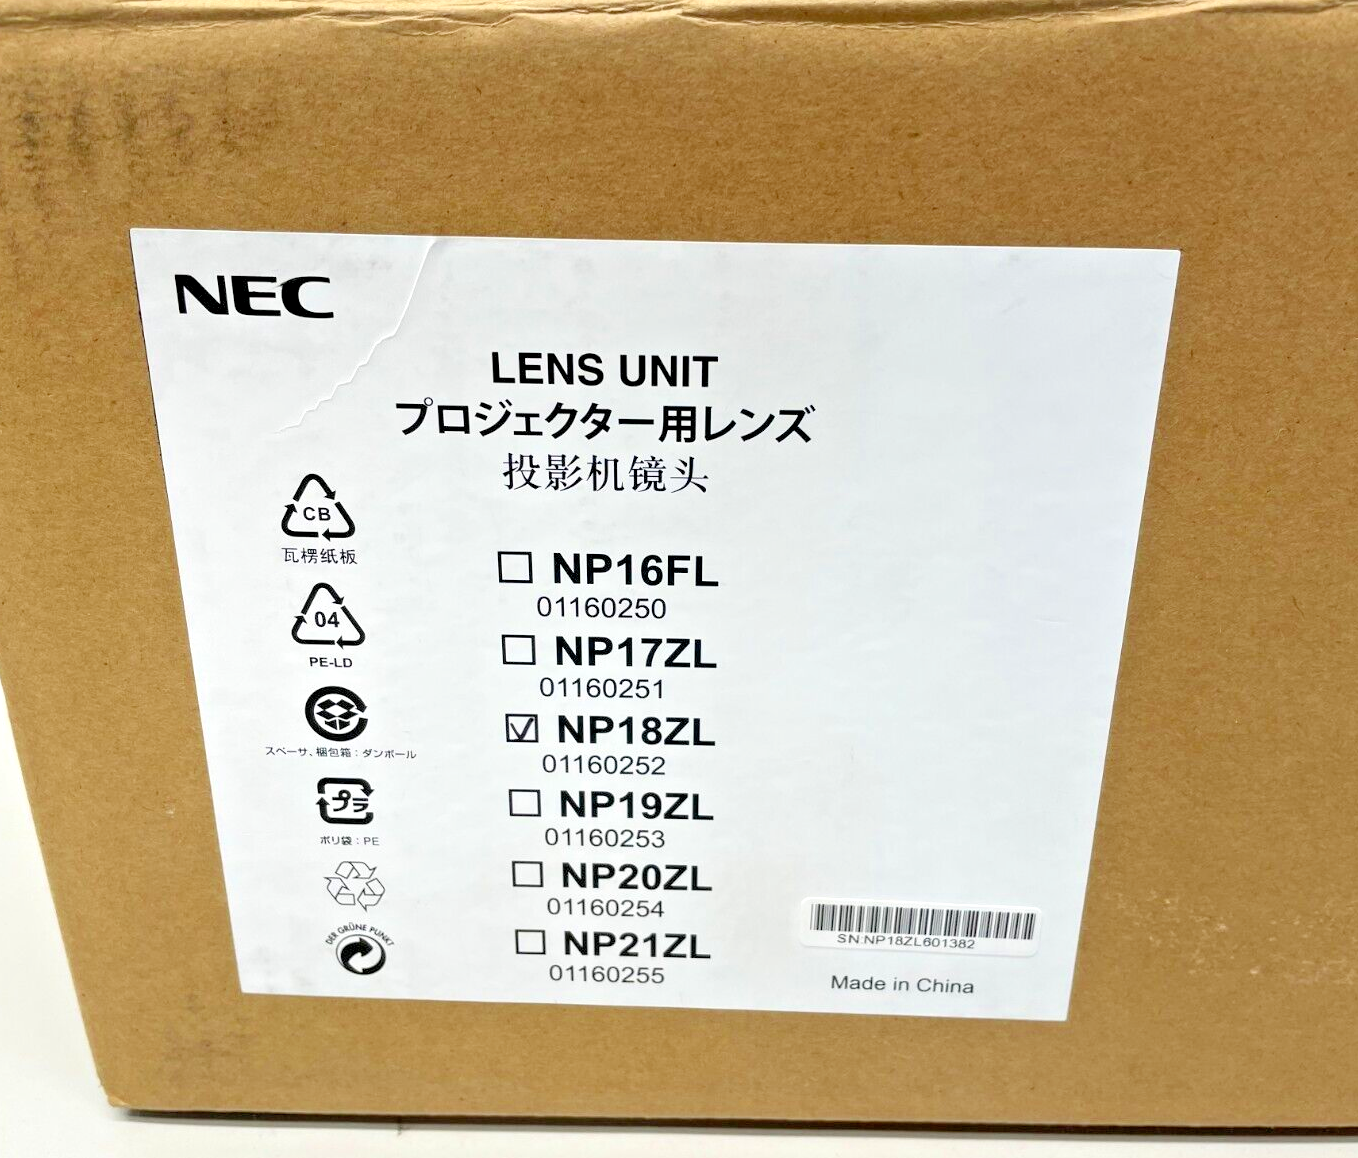 NEC
LENS UNIT
プロジェクター用レンズ
投影机镜头
CB
瓦楞纸板
04
PE-LD
スペーサ、梱包箱：ダンボール
プラ
ポリ袋：PE
DER GRÜNE PUNKT
NP16FL
01160250
NP17ZL
01160251
NP18ZL
01160252
NP19ZL
01160253
NP20ZL
01160254
NP21ZL
01160255
SN:NP18ZL601382
Made in China